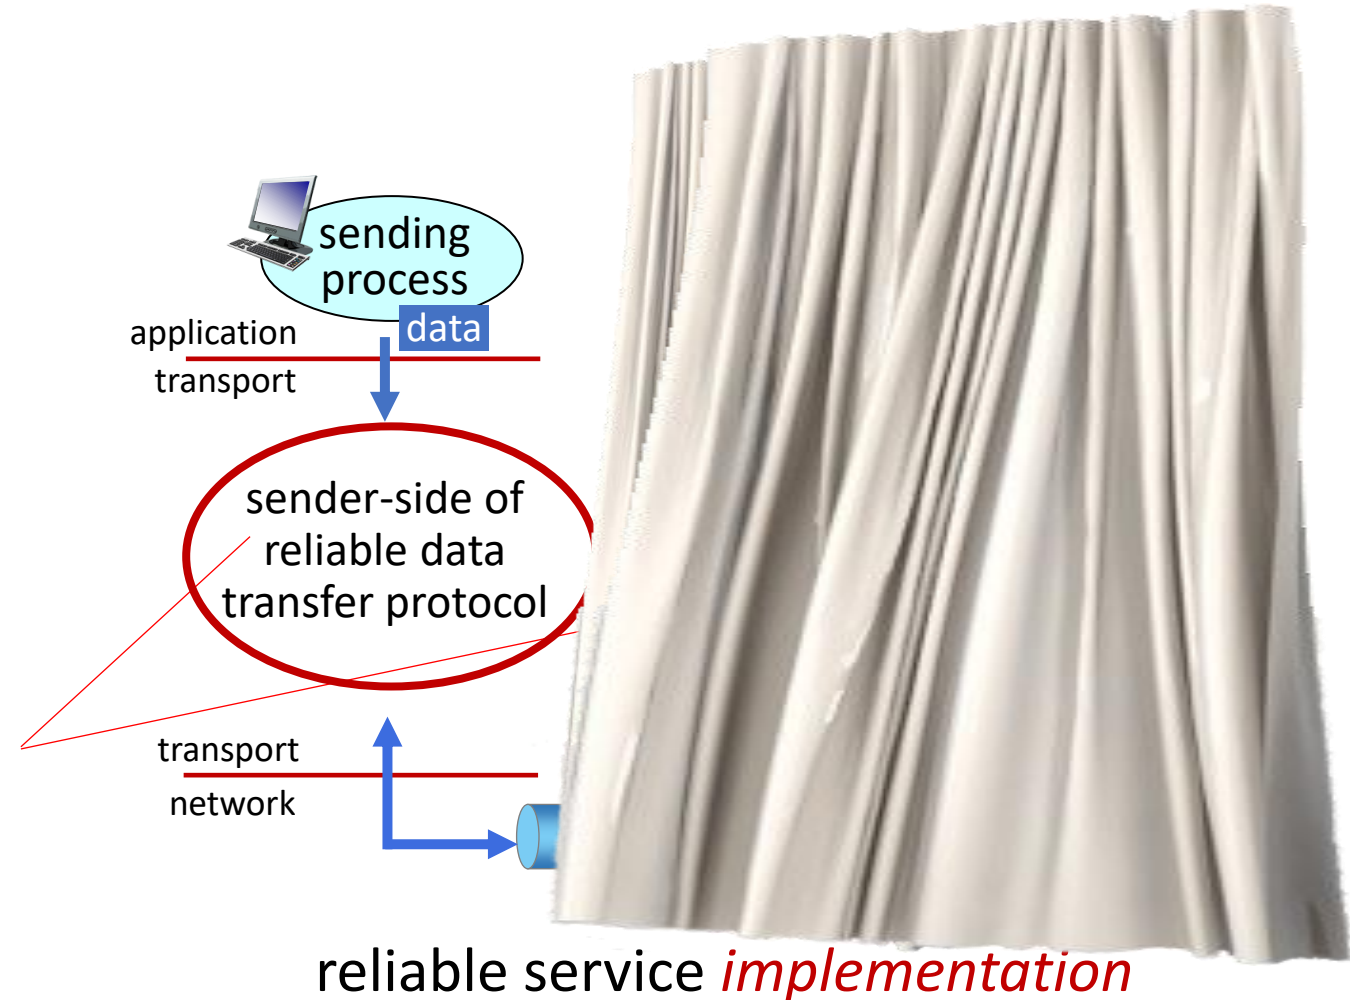 sending
process
data
application
transport
sender-side of
reliable data
transfer protocol
transport
network
reliable service implementation